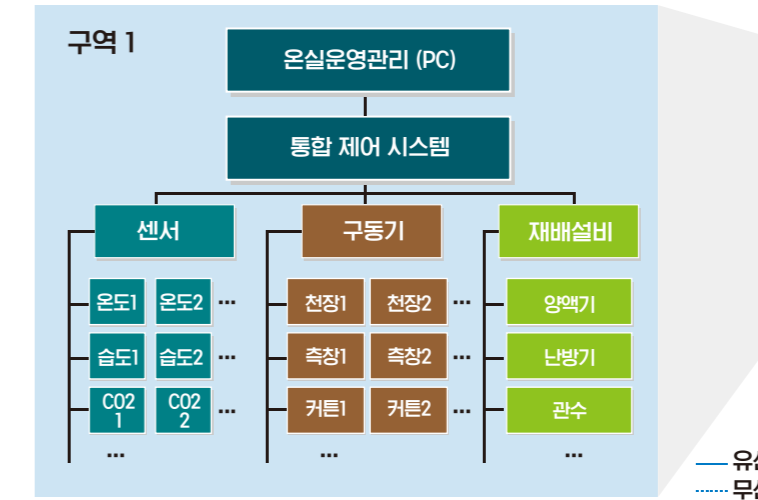 구역 1
온실운영관리 (PC)
통합 제어 시스템
센서 구동기 재배설비
온도1 온도2 ... 천장1 천장2 ... 양액기
습도1 습도2 ... 측창1 측창2 ... 난방기
CO2 1 CO2 2 ... 커튼1 커튼2 ... 관수
... ... ...